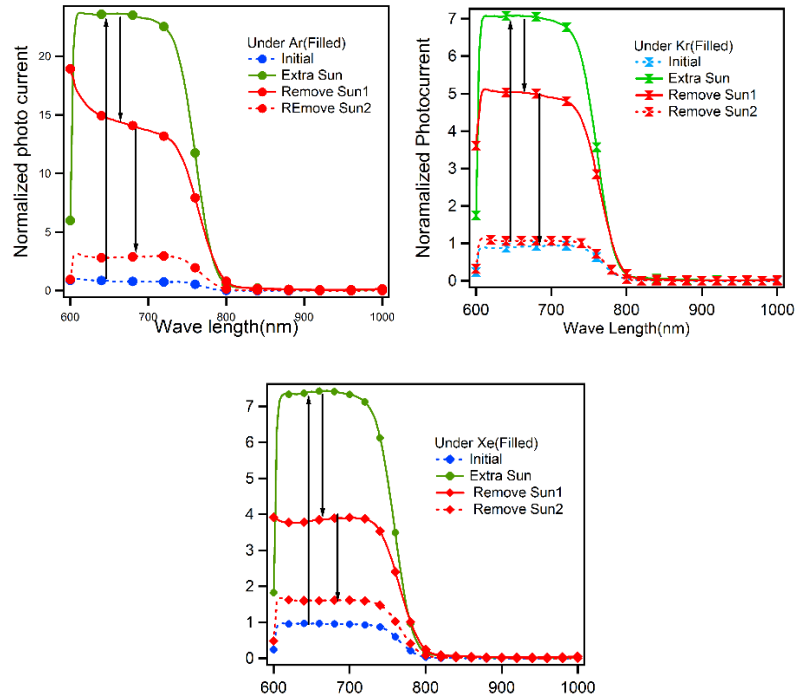 Normalized photo current
20
15
10
5
0
600
700
800
900
1000
Wave length(nm)
Under Ar(Filled)
Initial
Extra Sun
Remove Sun1
REmove Sun2
Noramalized Photocurrent
7
6
5
4
3
2
1
0
600
700
800
900
1000
Wave Length(nm)
Under Kr(Filled)
Initial
Extra Sun
Remove Sun1
Remove Sun2
7
6
5
4
3
2
1
0
600
700
800
900
1000
Under Xe(Filled)
Initial
Extra Sun
Remove Sun1
Remove Sun2